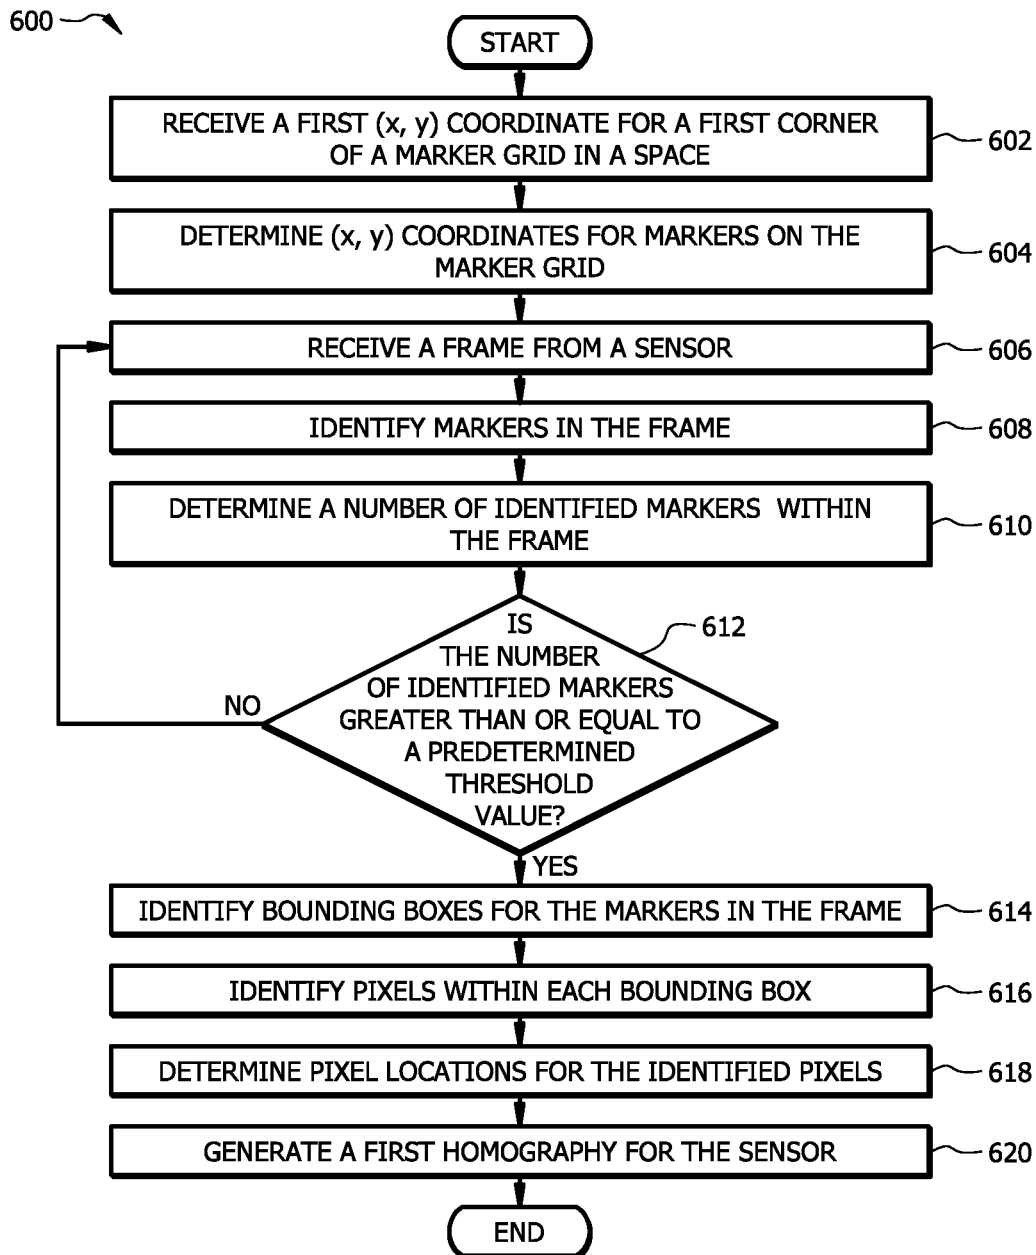 600
START
RECEIVE A FIRST (x, y) COORDINATE FOR A FIRST CORNER
OF A MARKER GRID IN A SPACE
602
DETERMINE (x, y) COORDINATES FOR MARKERS ON THE
MARKER GRID
604
RECEIVE A FRAME FROM A SENSOR
606
IDENTIFY MARKERS IN THE FRAME
608
DETERMINE A NUMBER OF IDENTIFIED MARKERS WITHIN
THE FRAME
610
IS
THE NUMBER
OF IDENTIFIED MARKERS
GREATER THAN OR EQUAL TO
A PREDETERMINED
THRESHOLD
VALUE?
612
NO
YES
IDENTIFY BOUNDING BOXES FOR THE MARKERS IN THE FRAME
614
IDENTIFY PIXELS WITHIN EACH BOUNDING BOX
616
DETERMINE PIXEL LOCATIONS FOR THE IDENTIFIED PIXELS
618
GENERATE A FIRST HOMOGRAPHY FOR THE SENSOR
620
END